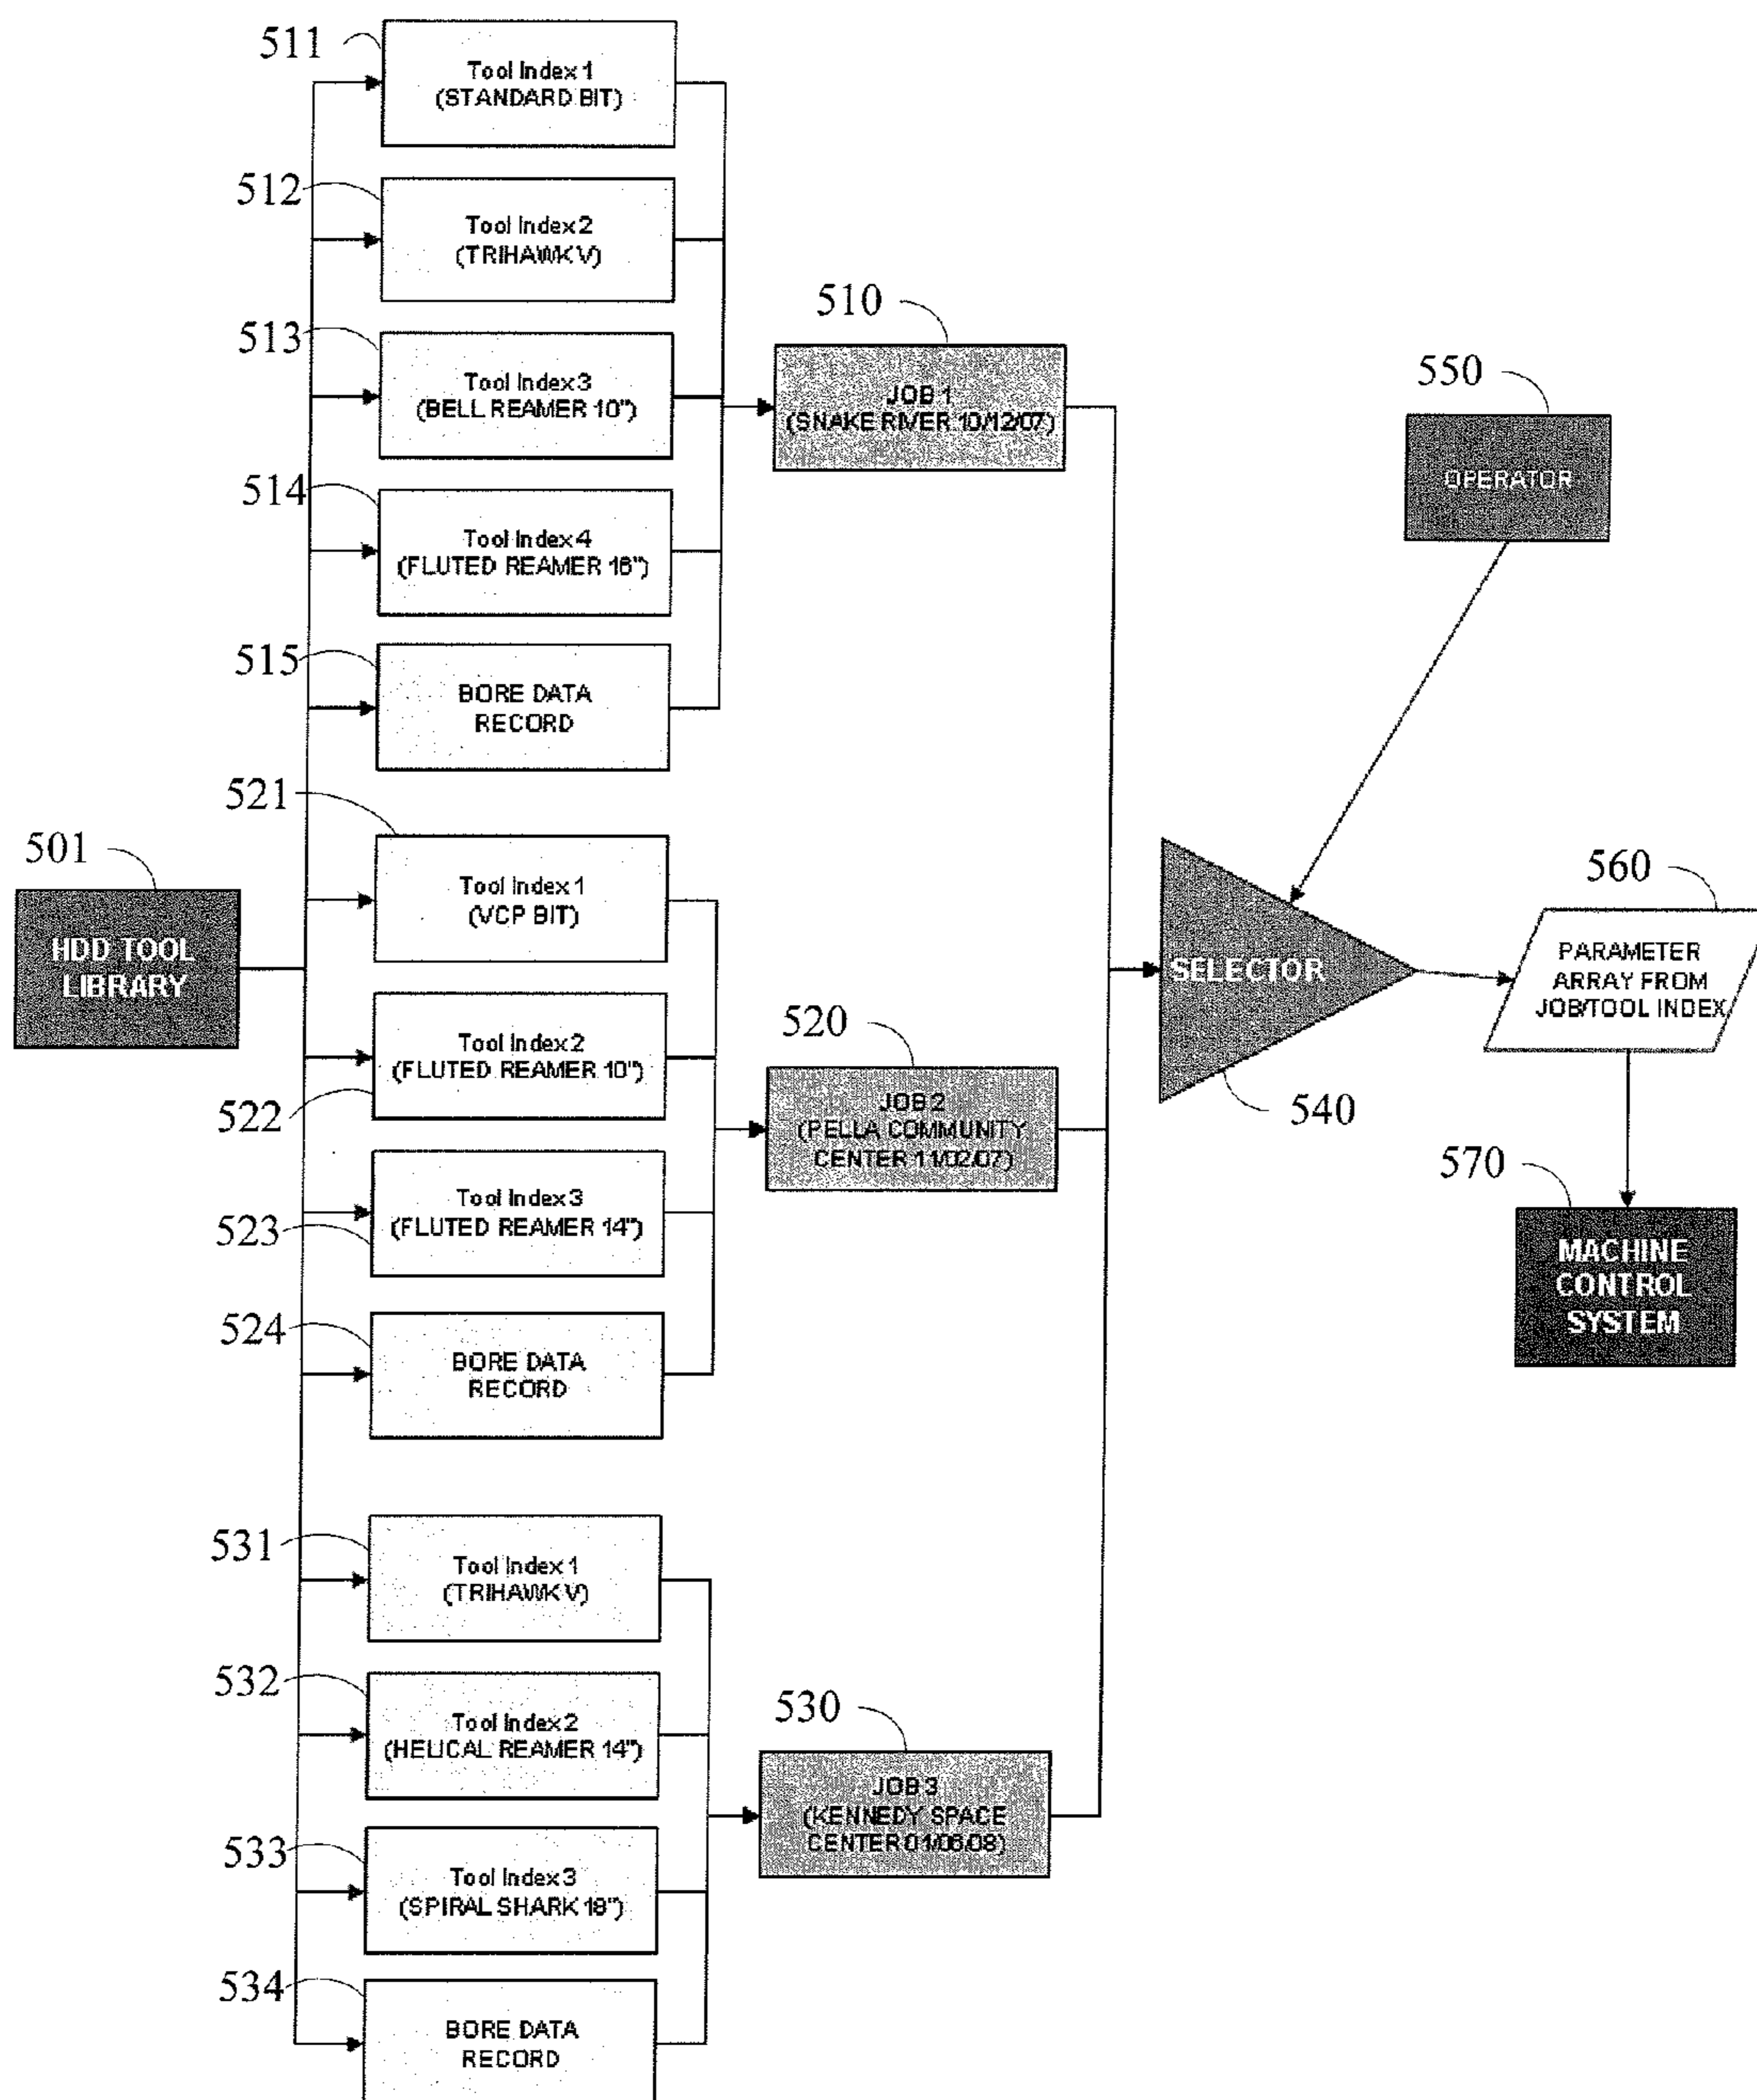 511
Tool Index 1
(STANDARD BIT)
512
Tool Index 2
(TRIHAWK V)
513
Tool Index 3
(BELL REAMER 10")
514
Tool Index 4
(FLUTED REAMER 16")
515
BORE DATA
RECORD
510
JOB 1
(SNAKE RIVER 10/12/07)
550
OPERATOR
521
Tool Index 1
(VCP BIT)
501
HDD TOOL
LIBRARY
522
Tool Index 2
(FLUTED REAMER 10")
523
Tool Index 3
(FLUTED REAMER 14")
524
BORE DATA
RECORD
520
JOB 2
(PELLA COMMUNITY
CENTER 11/02/07)
SELECTOR
540
560
PARAMETER
ARRAY FROM
JOB/TOOL INDEX
570
MACHINE
CONTROL
SYSTEM
531
Tool Index 1
(TRIHAWK V)
532
Tool Index 2
(HELICAL REAMER 14")
533
Tool Index 3
(SPIRAL SHARK 18")
534
BORE DATA
RECORD
530
JOB 3
(KENNEDY SPACE
CENTER 01/06/08)